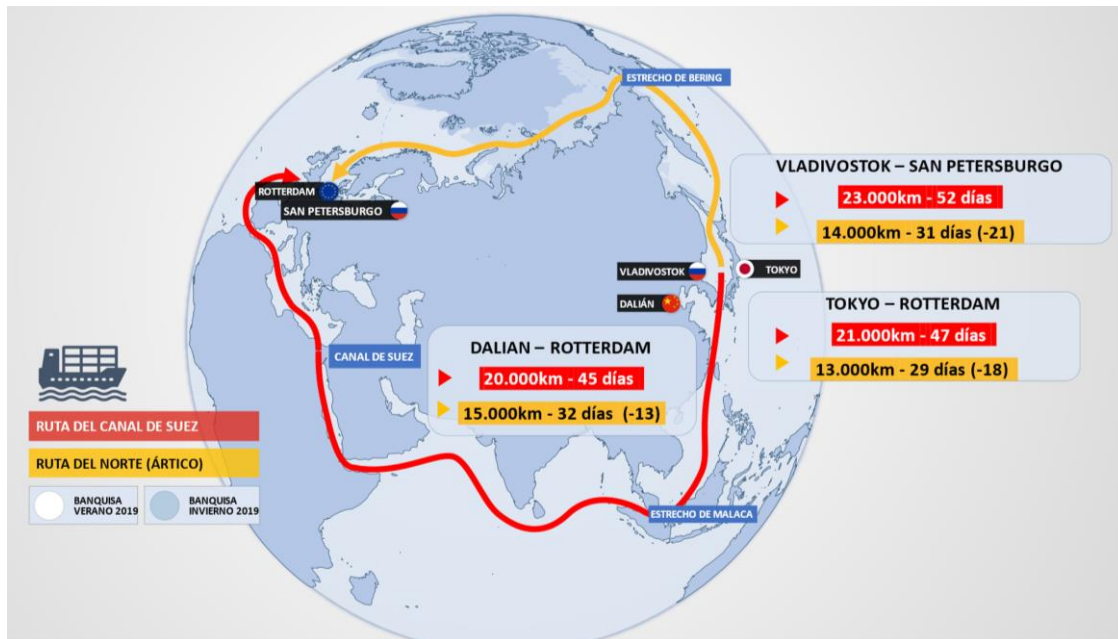 ESTRECHO DE BERING
VLADIVOSTOK – SAN PETERSBURGO
23.000km - 52 días
14.000km - 31 días (-21)
ROTTERDAM
SAN PETERSBURGO
VLADIVOSTOK
TOKYO
DALIÁN
TOKYO – ROTTERDAM
21.000km - 47 días
13.000km - 29 días (-18)
CANAL DE SUEZ
DALIAN – ROTTERDAM
20.000km - 45 días
15.000km - 32 días (-13)
RUTA DEL CANAL DE SUEZ
RUTA DEL NORTE (ÁRTICO)
BANQUISA
VERANO 2019
BANQUISA
INVIERNO 2019
ESTRECHO DE MALACA